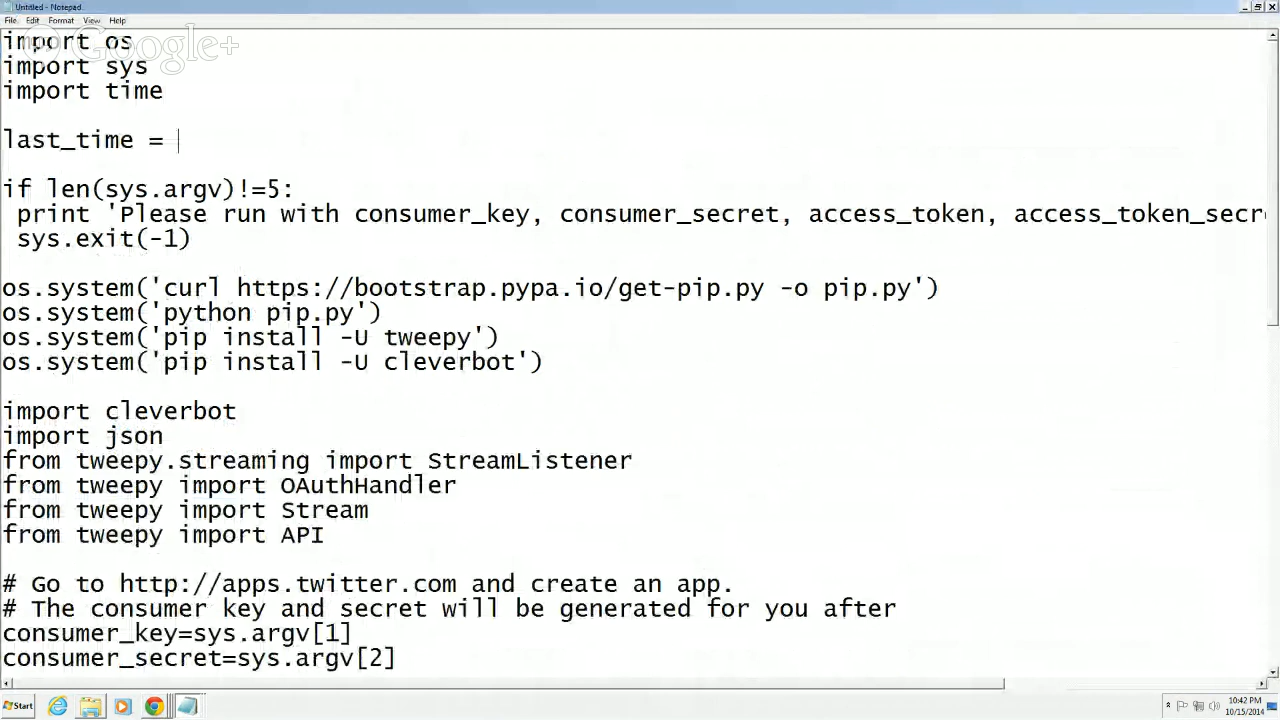 Untitled - Notepad
File Edit Format View Help
Google+
import os
import sys
import time
last_time =
if len(sys.argv)!=5:
 print 'Please run with consumer_key, consumer_secret, access_token, access_token_secr
 sys.exit(-1)
os.system('curl https://bootstrap.pypa.io/get-pip.py -o pip.py')
os.system('python pip.py')
os.system('pip install -U tweepy')
os.system('pip install -U cleverbot')
import cleverbot
import json
from tweepy.streaming import StreamListener
from tweepy import OAuthHandler
from tweepy import Stream
from tweepy import API
# Go to http://apps.twitter.com and create an app.
# The consumer key and secret will be generated for you after
consumer_key=sys.argv[1]
consumer_secret=sys.argv[2]
Start
10:42 PM
10/15/2014